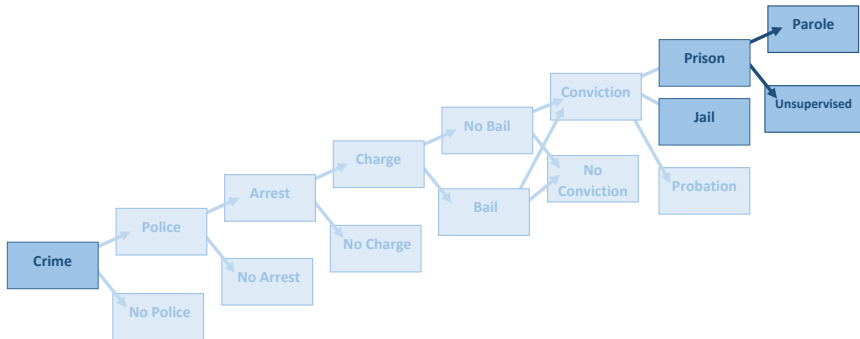 Parole
Prison
Conviction
Unsupervised
No Bail
Jail
Charge
No
Conviction
Probation
Arrest
Bail
Police
No Charge
Crime
No Arrest
No Police